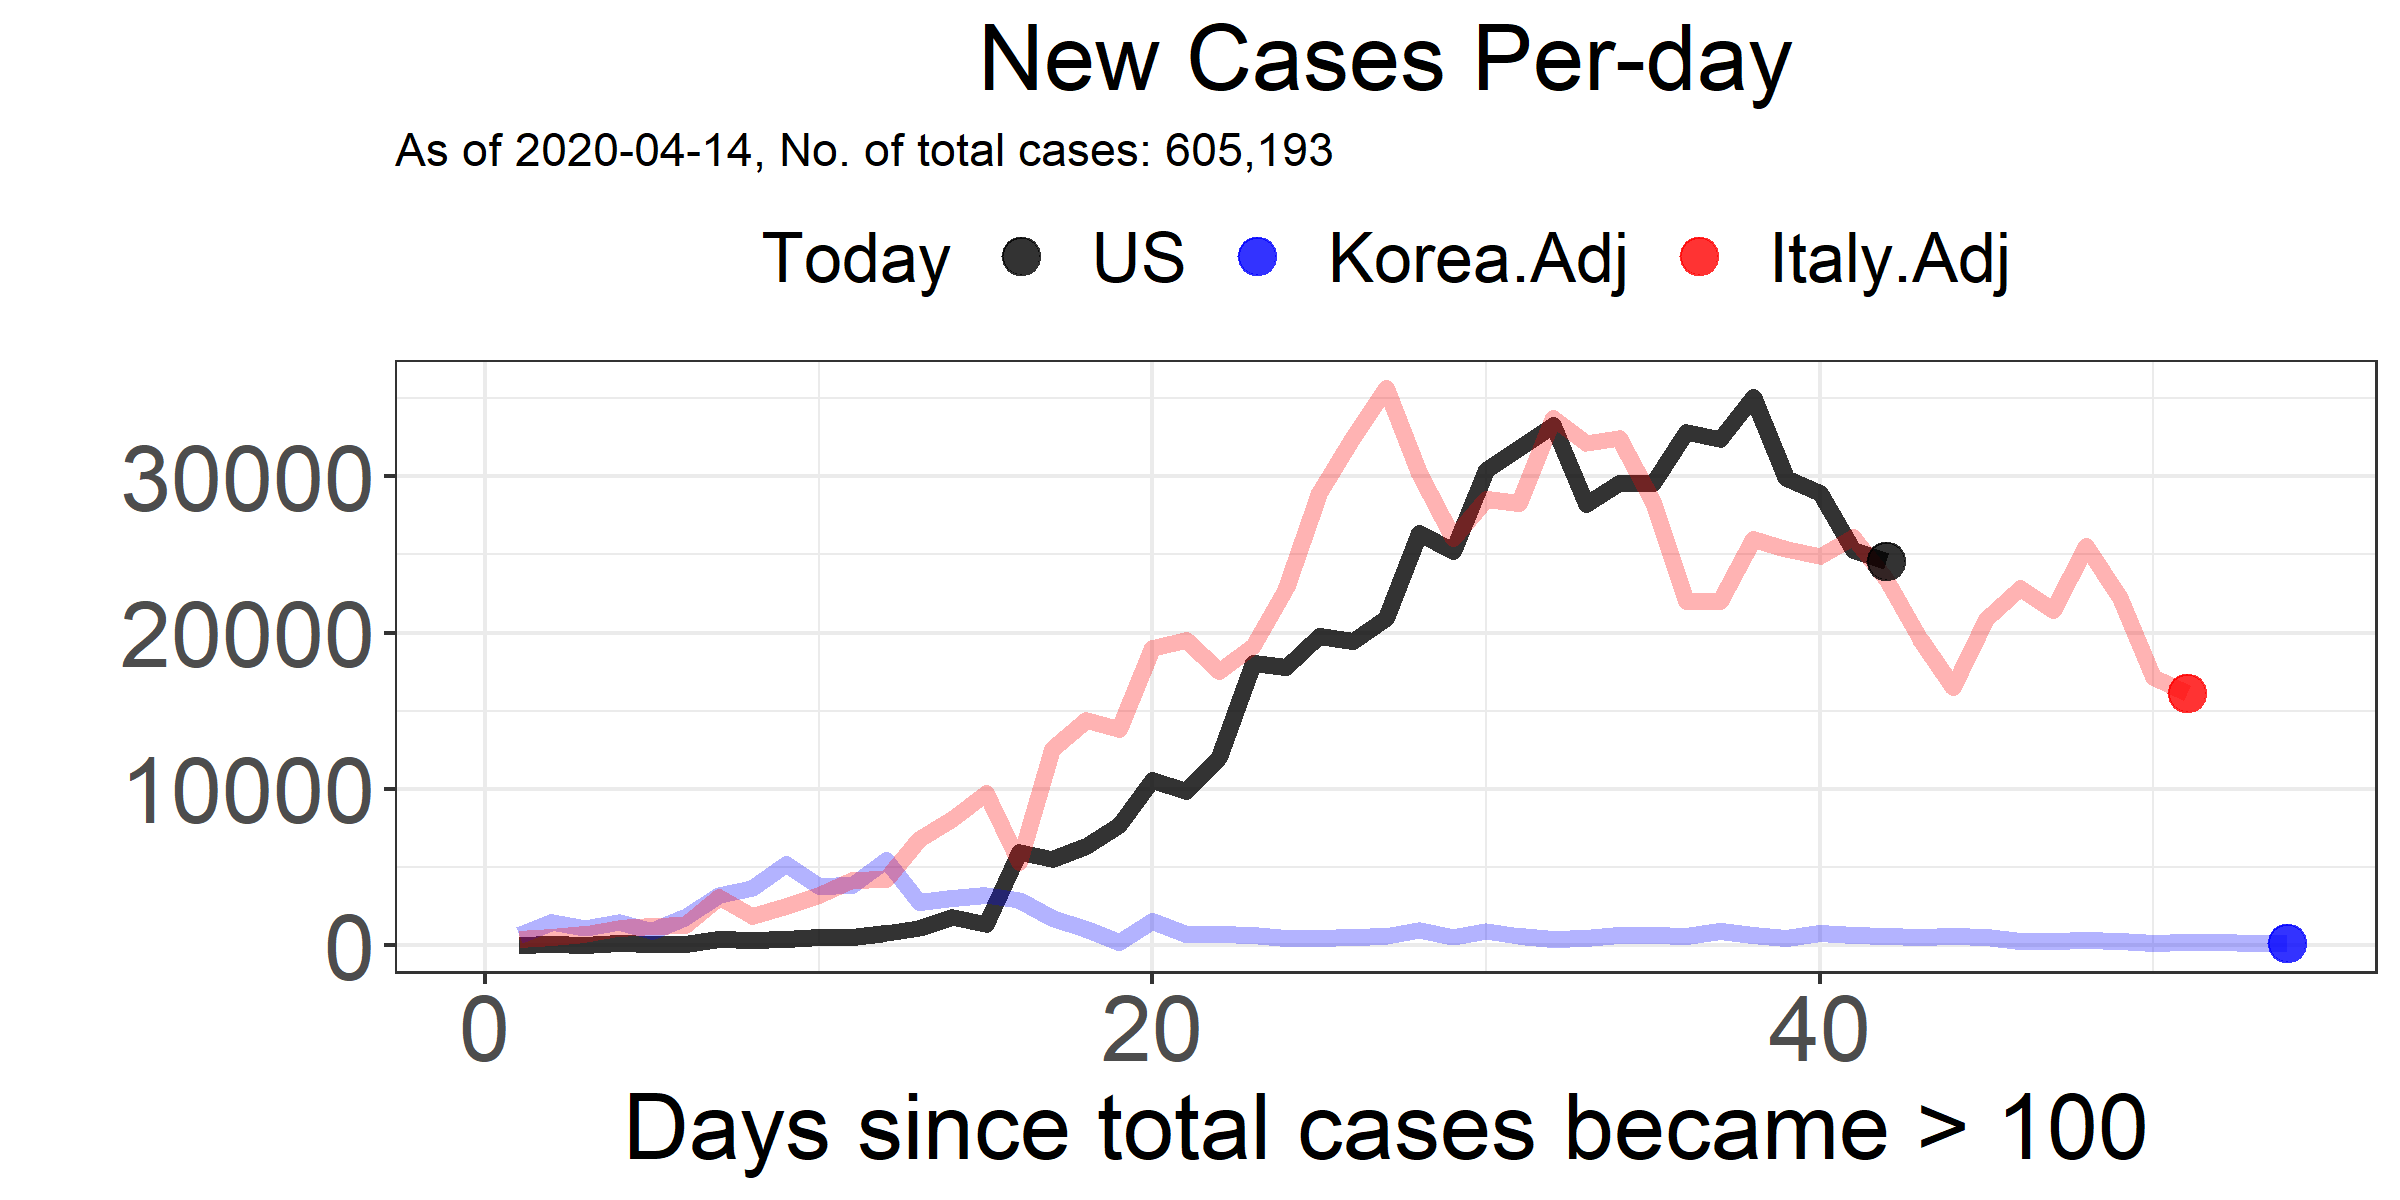 New Cases Per-day
As of 2020-04-14, No. of total cases: 605,193
Today US Korea.Adj Italy.Adj
30000
20000
10000
0
0 20 40
Days since total cases became > 100